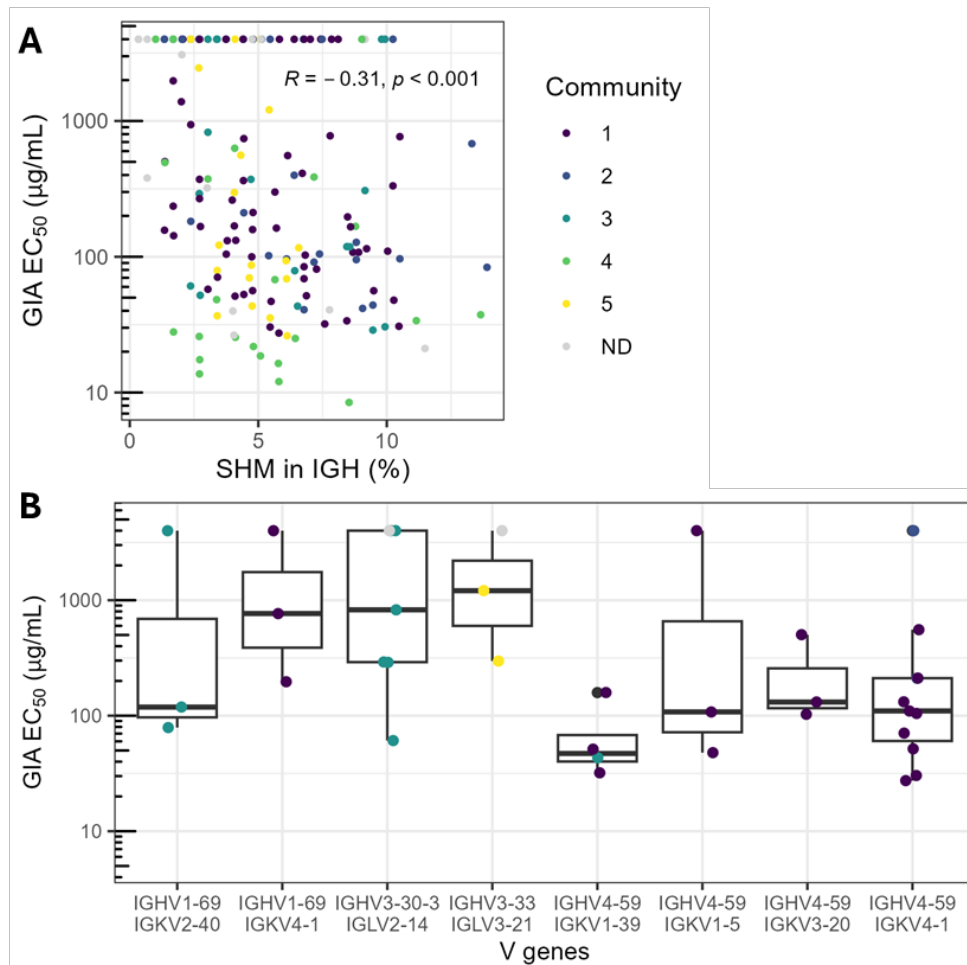 A
R = − 0.31, p < 0.001
GIA EC50 (µg/mL)
1000
100
10
0
5
10
SHM in IGH (%)
Community
1
2
3
4
5
ND
B
GIA EC50 (µg/mL)
1000
100
10
IGHV1-69 IGHV1-69 IGHV3-30-3 IGHV3-33 IGHV4-59 IGHV4-59 IGHV4-59 IGHV4-59
IGKV2-40 IGKV4-1 IGLV2-14 IGLV3-21 IGKV1-39 IGKV1-5 IGKV3-20 IGKV4-1
V genes